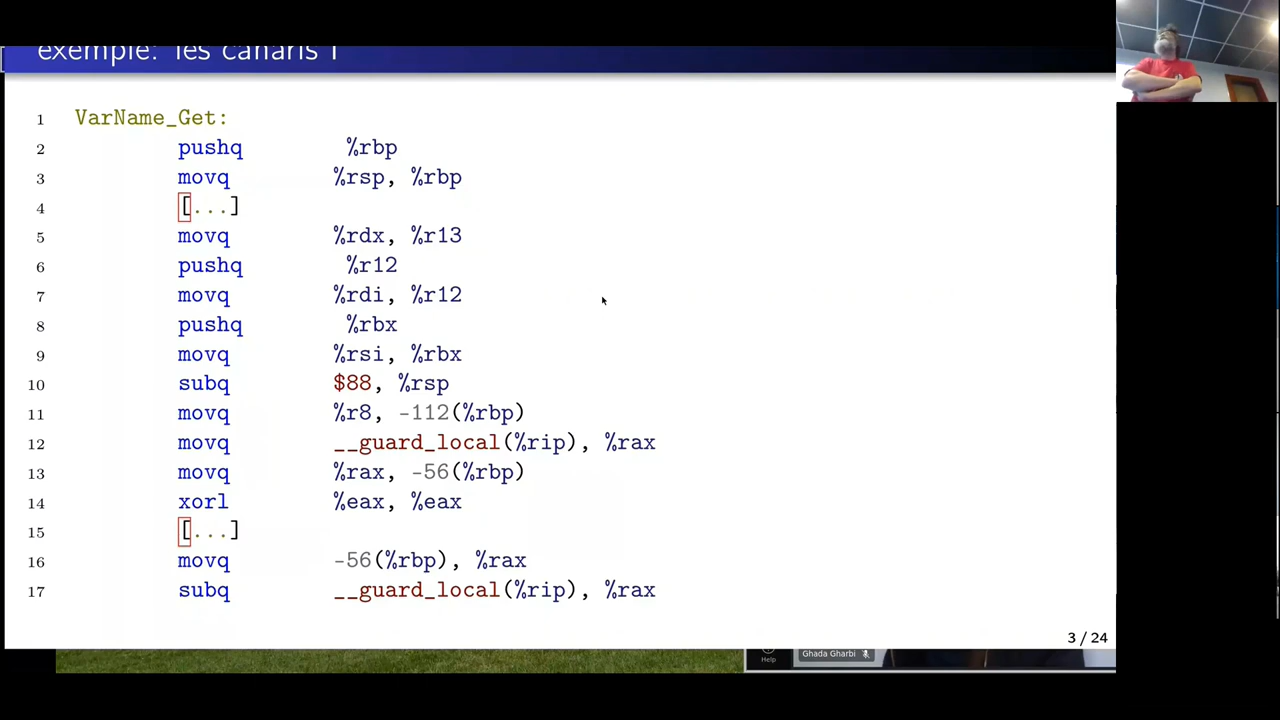 exemple: les canaris I
1 VarName_Get:
2 pushq %rbp
3 movq %rsp, %rbp
4 [...]
5 movq %rdx, %r13
6 pushq %r12
7 movq %rdi, %r12
8 pushq %rbx
9 movq %rsi, %rbx
10 subq $88, %rsp
11 movq %r8, -112(%rbp)
12 movq __guard_local(%rip), %rax
13 movq %rax, -56(%rbp)
14 xorl %eax, %eax
15 [...]
16 movq -56(%rbp), %rax
17 subq __guard_local(%rip), %rax
3 / 24
Help
Ghada Gharbi